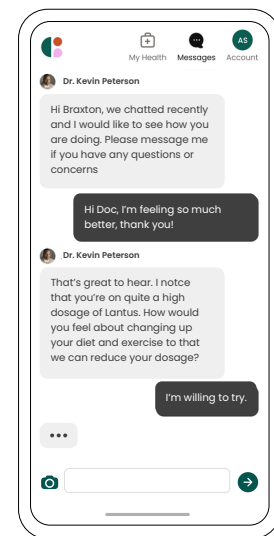 AS
My Health Messages Account
Dr. Kevin Peterson
Hi Braxton, we chatted recently
and I would like to see how you
are doing. Please message me
if you have any questions or
concerns
Hi Doc, I'm feeling so much
better, thank you!
Dr. Kevin Peterson
That's great to hear. I notce
that you're on quite a high
dosage of Lantus. How would
you feel about changing up
your diet and exercise to that
we can reduce your dosage?
I'm willing to try.